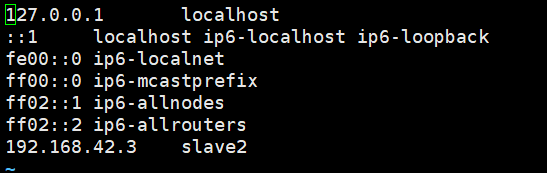 127.0.0.1	localhost
::1	localhost ip6-localhost ip6-loopback
fe00::0 ip6-localnet
ff00::0 ip6-mcastprefix
ff02::1 ip6-allnodes
ff02::2 ip6-allrouters
192.168.42.3	slave2
~